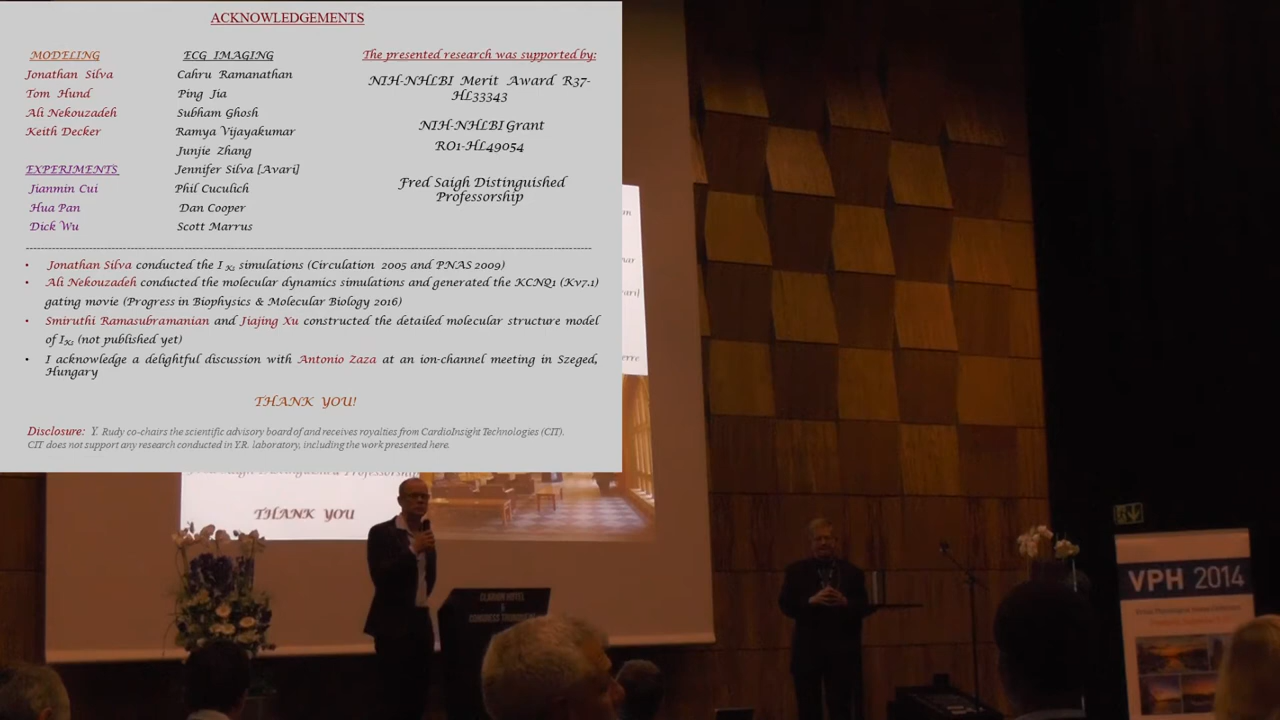 ACKNOWLEDGEMENTS
MODELING
Jonathan Silva
Tom Hund
Ali Nekouzadeh
Keith Decker
EXPERIMENTS
Jianmin Cui
Hua Pan
Dick Wu
ECG IMAGING
Cahru Ramanathan
Ping Jia
Subham Ghosh
Ramya Vijayakumar
Junjie Zhang
Jennifer Silva [Avari]
Phil Cuculich
Dan Cooper
Scott Marrus
The presented research was supported by:
NIH-NHLBI Merit Award R37-
HL33343
NIH-NHLBI Grant
RO1-HL49054
Fred Saigh Distinguished
Professorship
• Jonathan Silva conducted the I Ks simulations (Circulation 2005 and PNAS 2009)
• Ali Nekouzadeh conducted the molecular dynamics simulations and generated the KCNQ1 (Kv7.1)
gating movie (Progress in Biophysics & Molecular Biology 2016)
• Smiruthi Ramasubramanian and Jiajing Xu constructed the detailed molecular structure model
of IKs (not published yet)
• I acknowledge a delightful discussion with Antonio Zaza at an ion-channel meeting in Szeged,
Hungary
THANK YOU!
Disclosure: Y. Rudy co-chairs the scientific advisory board of and receives royalties from CardioInsight Technologies (CIT).
CIT does not support any research conducted in Y.R. laboratory, including the work presented here.
THANK YOU
CLARION HOTEL
&
CONGRESS TRONDHEIM
VPH 2014